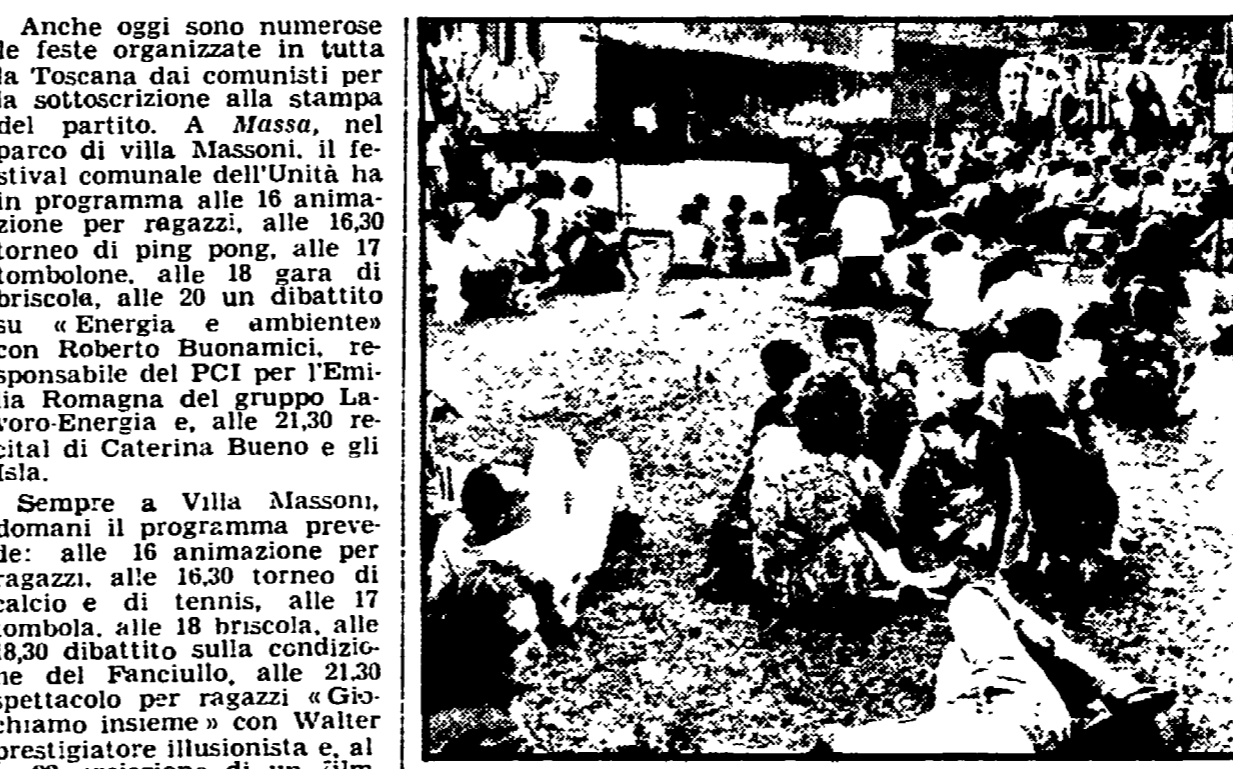 Anche oggi sono numerose
le feste organizzate in tutta
la Toscana dai comunisti per
la sottoscrizione alla stampa
del partito. A Massa, nel
parco di villa Massoni. il fe-
stival comunale dell'Unità ha
in programma alle 16 anima-
zione per ragazzi, alle 16,30
torneo di ping pong, alle 17
tombolone, alle 18 gara di
briscola, alle 20 un dibattito
su « Energia e ambiente»
con Roberto Buonamici, re-
sponsabile del PCI per l'Emi-
lia Romagna del gruppo La-
voro-Energia e, alle 21,30 re-
cital di Caterina Bueno e gli
Isla.
Sempre a Villa Massoni,
domani il programma preve-
de: alle 16 animazione per
ragazzi, alle 16,30 torneo di
calcio e di tennis, alle 17
tombola, alle 18 briscola, alle
18,30 dibattito sulla condizio-
ne del Fanciullo, alle 21.30
spettacolo per ragazzi « Gio-
chiamo insieme » con Walter
prestigiatore illusionista e, al
di un film